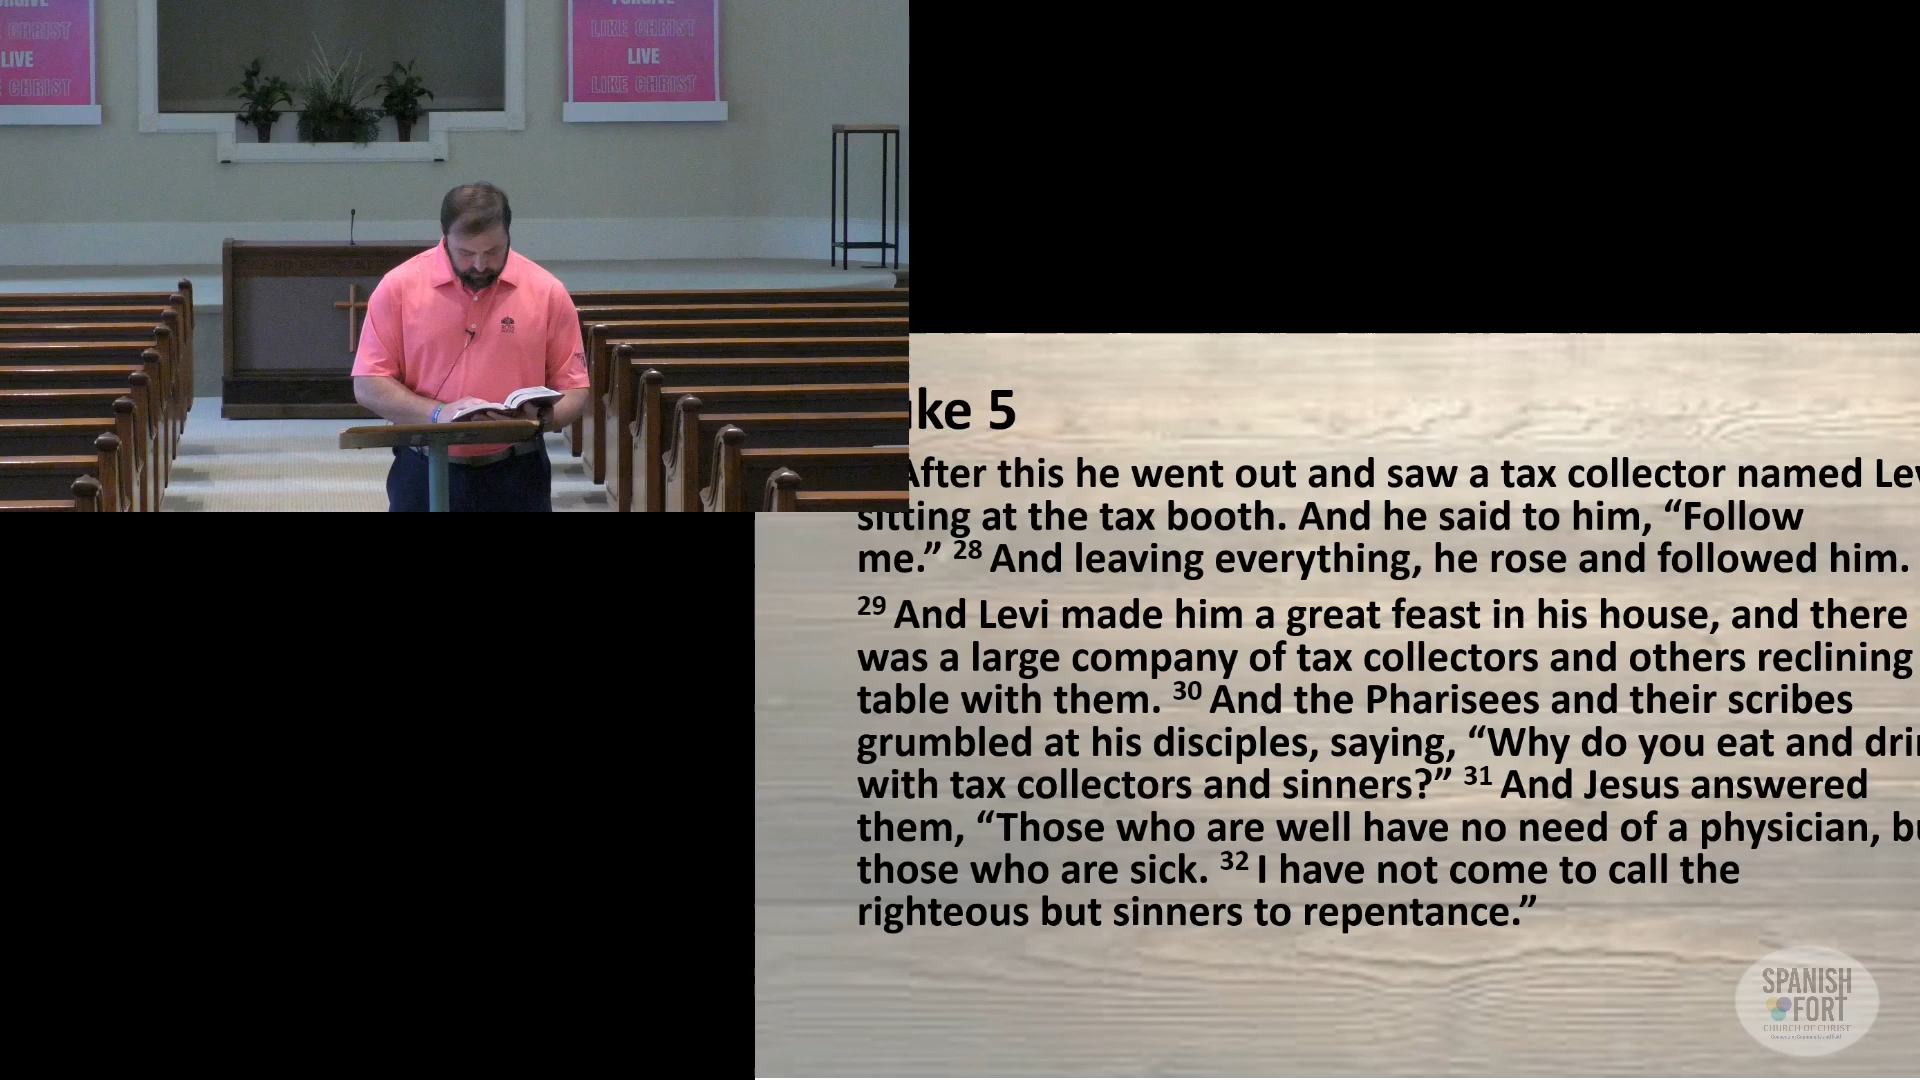 LIKE CHRIST
LIVE
LIKE CHRIST
LIKE CHRIST
LIVE
LIKE CHRIST
ke 5
After this he went out and saw a tax collector named Lev
sitting at the tax booth. And he said to him, “Follow
me.” 28 And leaving everything, he rose and followed him.
29 And Levi made him a great feast in his house, and there
was a large company of tax collectors and others reclining
table with them. 30 And the Pharisees and their scribes
grumbled at his disciples, saying, “Why do you eat and drin
with tax collectors and sinners?” 31 And Jesus answered
them, “Those who are well have no need of a physician, bu
those who are sick. 32 I have not come to call the
righteous but sinners to repentance.”
SPANISH
FORT
CHURCH OF CHRIST